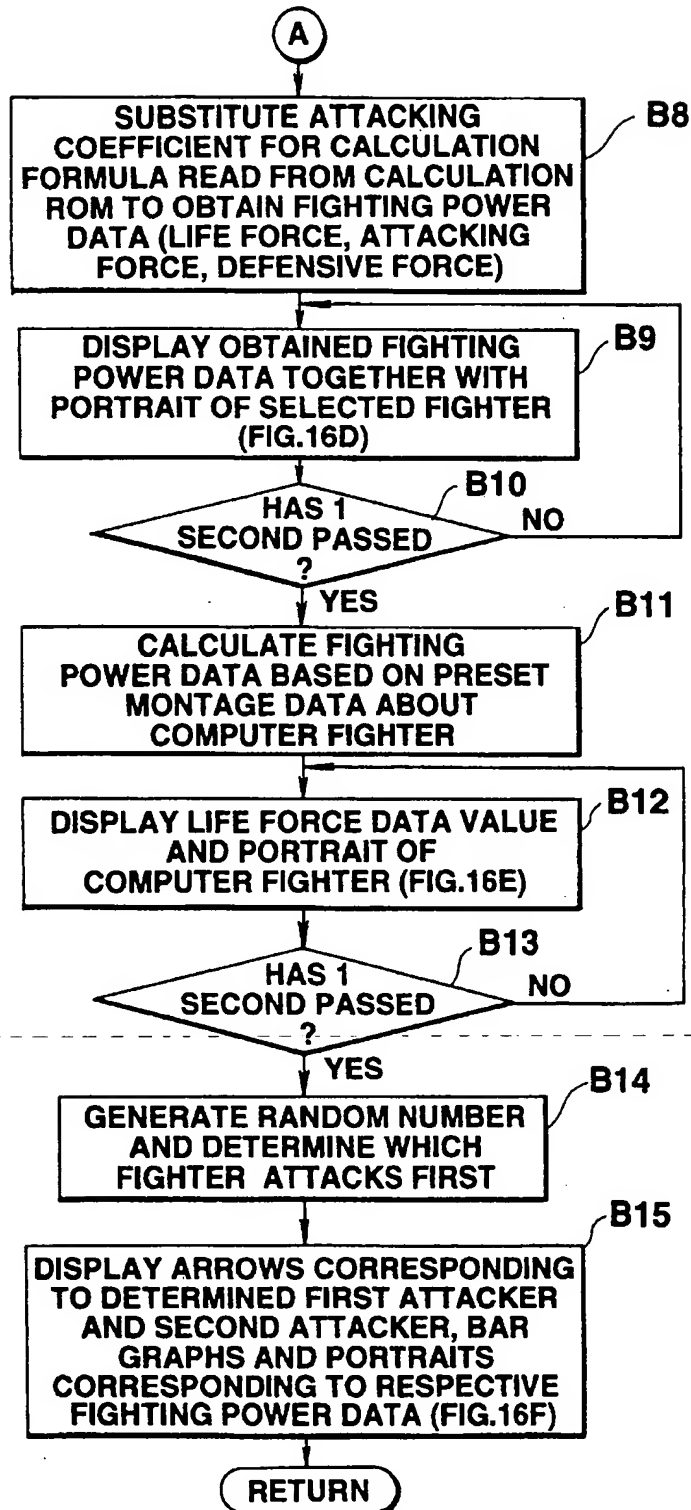 A
SUBSTITUTE ATTACKING
COEFFICIENT FOR CALCULATION
FORMULA READ FROM CALCULATION
ROM TO OBTAIN FIGHTING POWER
DATA (LIFE FORCE, ATTACKING
FORCE, DEFENSIVE FORCE)
B8
DISPLAY OBTAINED FIGHTING
POWER DATA TOGETHER WITH
PORTRAIT OF SELECTED FIGHTER
(FIG.16D)
B9
HAS 1
SECOND PASSED
?
B10
NO
YES
CALCULATE FIGHTING
POWER DATA BASED ON PRESET
MONTAGE DATA ABOUT
COMPUTER FIGHTER
B11
DISPLAY LIFE FORCE DATA VALUE
AND PORTRAIT OF
COMPUTER FIGHTER (FIG.16E)
B12
HAS 1
SECOND PASSED
?
B13
NO
YES
GENERATE RANDOM NUMBER
AND DETERMINE WHICH
FIGHTER ATTACKS FIRST
B14
DISPLAY ARROWS CORRESPONDING
TO DETERMINED FIRST ATTACKER
AND SECOND ATTACKER, BAR
GRAPHS AND PORTRAITS
CORRESPONDING TO RESPECTIVE
FIGHTING POWER DATA (FIG.16F)
B15
RETURN